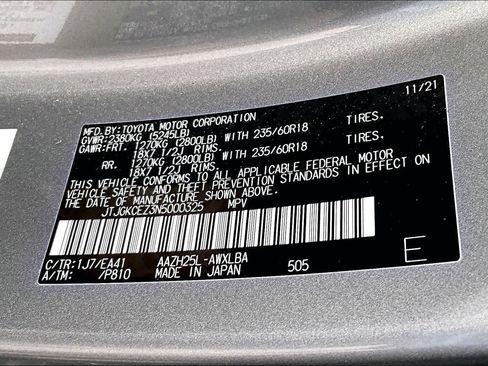 11/21
MFD.BY:TOYOTA MOTOR CORPORATION
GVWR:2380KG (5245LB)
GAWR:FRT. 1270KG (2800LB) WITH 235/60R18 TIRES.
18X7 1/2J RIMS.
RR. 1270KG (2800LB) WITH 235/60R18 TIRES.
18X7 1/2J RIMS.
THIS VEHICLE CONFORMS TO ALL APPLICABLE FEDERAL MOTOR
VEHICLE SAFETY AND THEFT PREVENTION STANDARDS IN EFFECT ON
THE DATE OF MANUFACTURE SHOWN ABOVE.
JTJGKCEZ3N5000325 MPV
C/TR:1J7/EA41 AAZH25L-AWXLBA
A/TM: /P810 MADE IN JAPAN 505 E